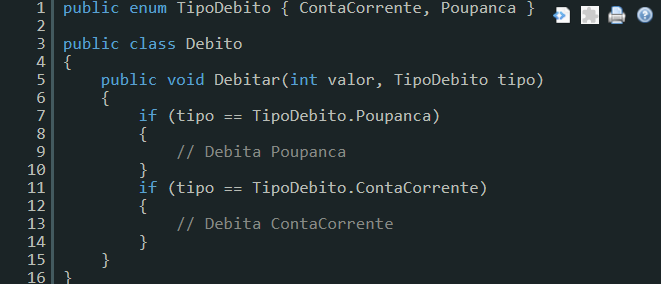 1 public enum TipoDebito { ContaCorrente, Poupanca }
2
3 public class Debito
4 {
5     public void Debitar(int valor, TipoDebito tipo)
6     {
7         if (tipo == TipoDebito.Poupanca)
8         {
9             // Debita Poupanca
10         }
11         if (tipo == TipoDebito.ContaCorrente)
12         {
13             // Debita ContaCorrente
14         }
15     }
16 }